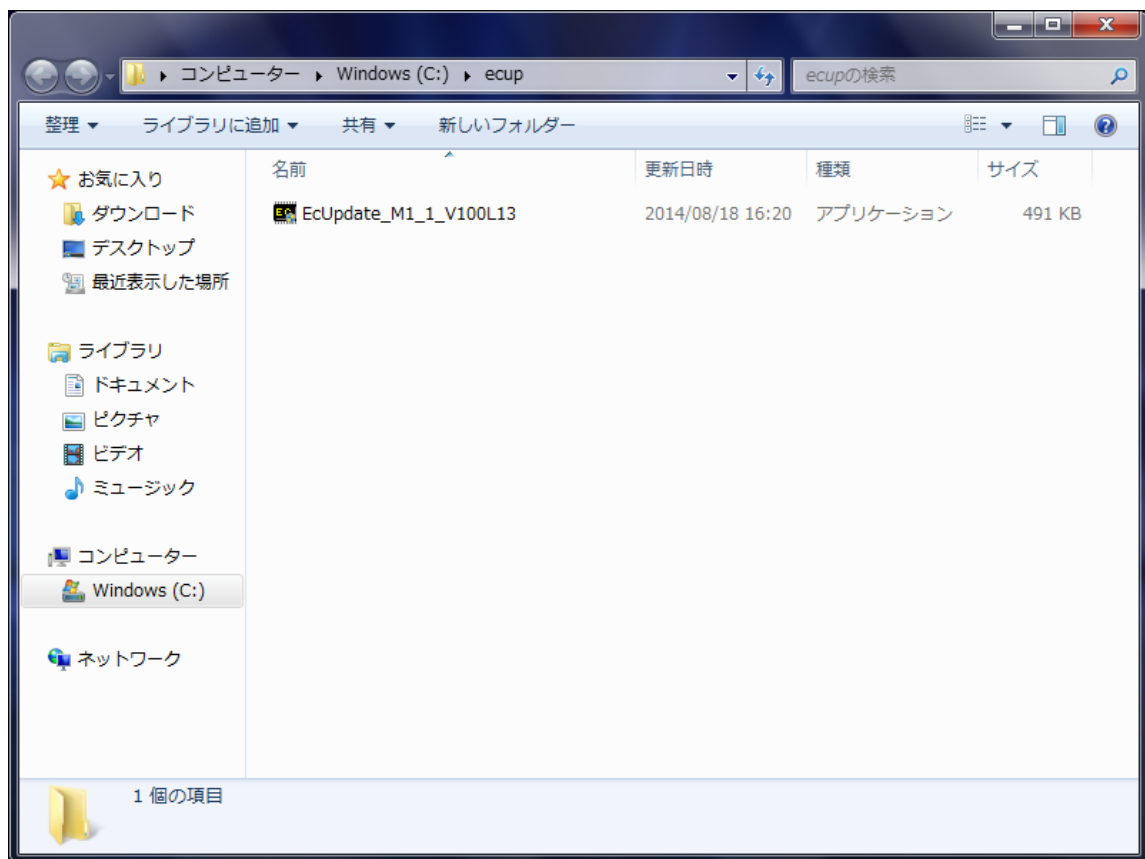 コンピューター Windows (C:) ecup
ecupの検索
整理 ライブラリに追加 共有 新しいフォルダー
お気に入り
ダウンロード
デスクトップ
最近表示した場所
ライブラリ
ドキュメント
ピクチャ
ビデオ
ミュージック
コンピューター
Windows (C:)
ネットワーク
名前 更新日時 種類 サイズ
EcUpdate_M1_1_V100L13 2014/08/18 16:20 アプリケーション 491 KB
1 個の項目